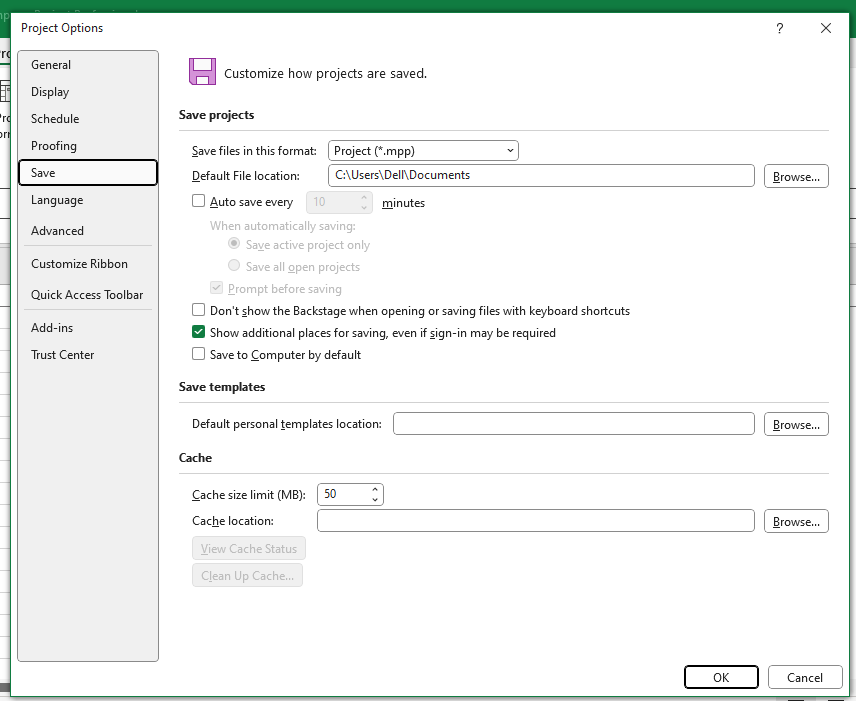 Project Options
?
General
Display
Schedule
Proofing
Save
Language
Advanced
Customize Ribbon
Quick Access Toolbar
Add-ins
Trust Center
Customize how projects are saved.
Save projects
Save files in this format: Project (*.mpp)
Default File location: C:\Users\Dell\Documents Browse...
Auto save every 10 minutes
When automatically saving:
Save active project only
Save all open projects
Prompt before saving
Don't show the Backstage when opening or saving files with keyboard shortcuts
Show additional places for saving, even if sign-in may be required
Save to Computer by default
Save templates
Default personal templates location: Browse...
Cache
Cache size limit (MB): 50
Cache location: Browse...
View Cache Status
Clean Up Cache...
OK Cancel